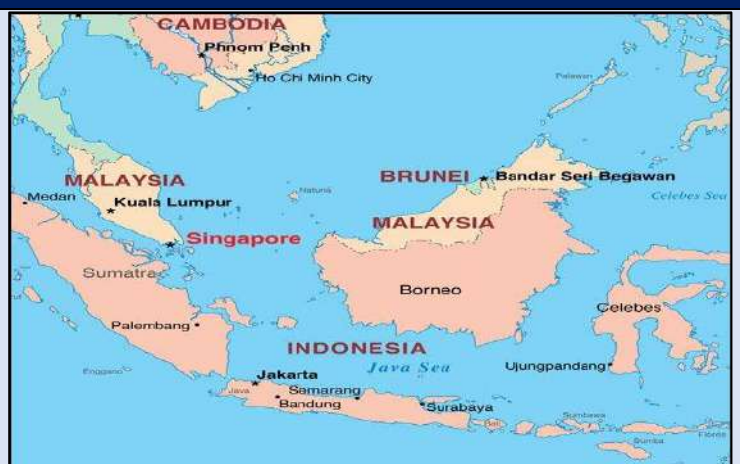 CAMBODIA
Phnom Penh
Ho Chi Minh City
Palawan
MALAYSIA
BRUNEI
Bandar Seri Begawan
Medan
Kuala Lumpur
Natuna
Celebes Sea
MALAYSIA
Singapore
Sumatra
Borneo
Celebes
Palembang
INDONESIA
Java Sea
Ujungpandang
Enggano
Jakarta
Java
Semarang
Bandung
Surabaya
Bali
Sumbawa
Flores
Sumba